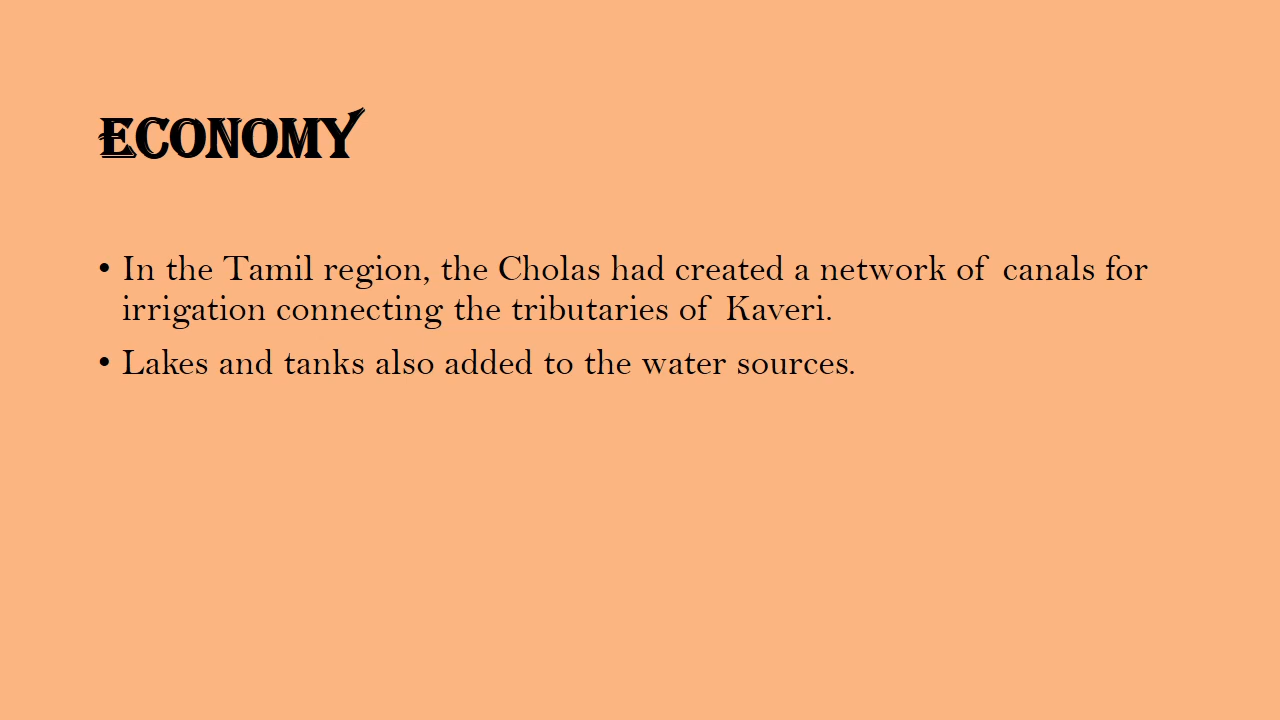 ECONOMY
• In the Tamil region, the Cholas had created a network of canals for
irrigation connecting the tributaries of Kaveri.
• Lakes and tanks also added to the water sources.